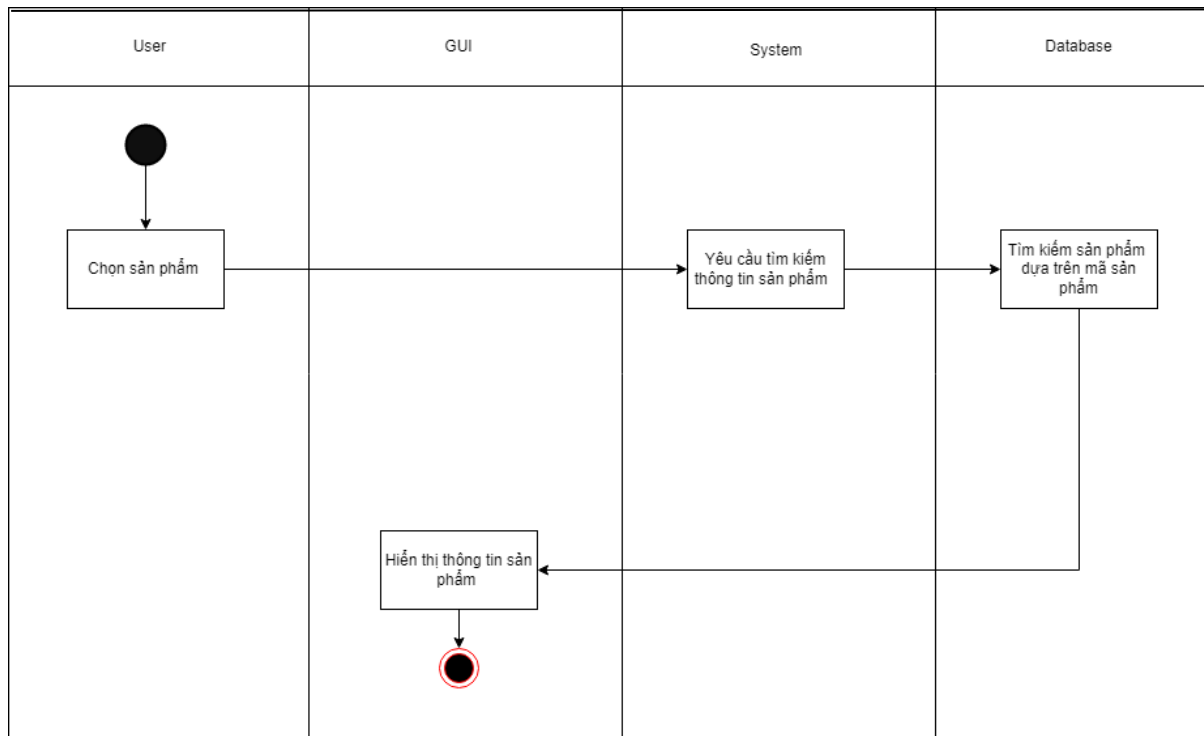 User
GUI
System
Database
Chọn sản phẩm
Yêu cầu tìm kiếm
thông tin sản phẩm
Tìm kiếm sản phẩm
dựa trên mã sản
phẩm
Hiển thị thông tin sản
phẩm